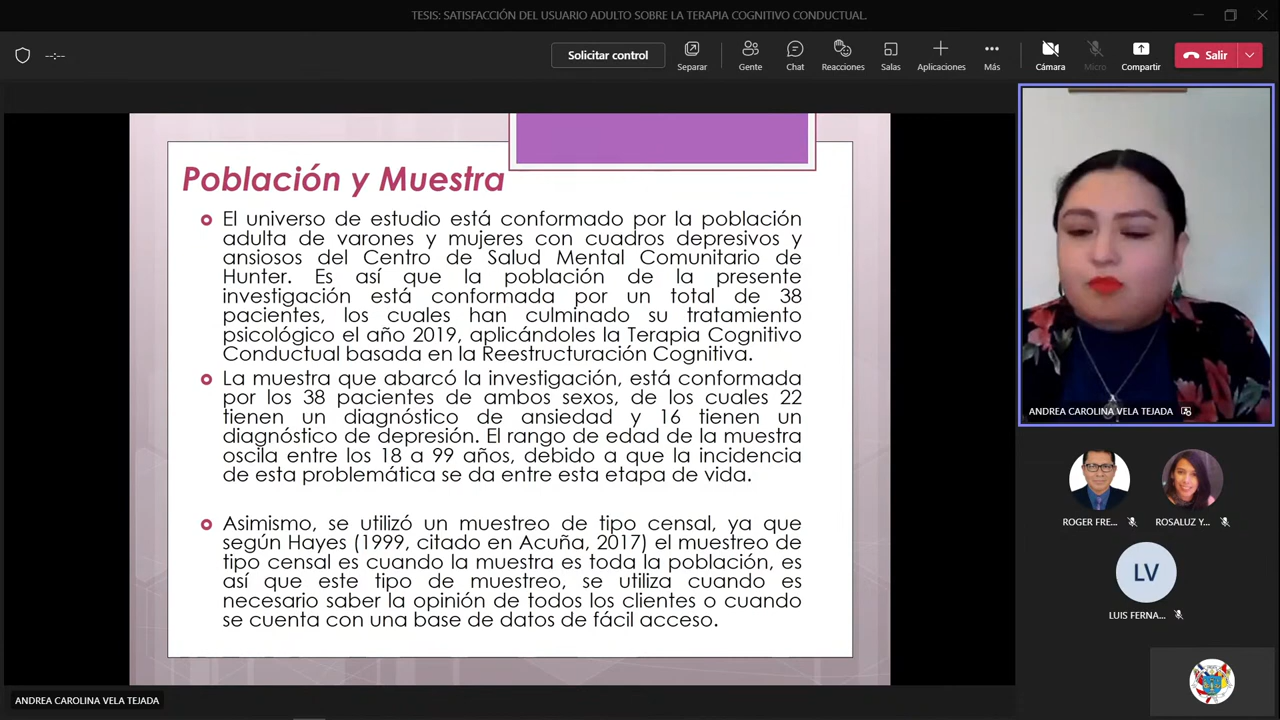 TESIS: SATISFACCIÓN DEL USUARIO ADULTO SOBRE LA TERAPIA COGNITIVO CONDUCTUAL.
--:--
Solicitar control
Separar
Gente
Chat
Reacciones
Salas
Aplicaciones
Más
Cámara
Micro
Compartir
Salir
Población y Muestra
El universo de estudio está conformado por la población
adulta de varones y mujeres con cuadros depresivos y
ansiosos del Centro de Salud Mental Comunitario de
Hunter. Es así que la población de la presente
investigación está conformada por un total de 38
pacientes, los cuales han culminado su tratamiento
psicológico el año 2019, aplicándoles la Terapia Cognitivo
Conductual basada en la Reestructuración Cognitiva.
La muestra que abarcó la investigación, está conformada
por los 38 pacientes de ambos sexos, de los cuales 22
tienen un diagnóstico de ansiedad y 16 tienen un
diagnóstico de depresión. El rango de edad de la muestra
oscila entre los 18 a 99 años, debido a que la incidencia
de esta problemática se da entre esta etapa de vida.
Asimismo, se utilizó un muestreo de tipo censal, ya que
según Hayes (1999, citado en Acuña, 2017) el muestreo de
tipo censal es cuando la muestra es toda la población, es
así que este tipo de muestreo, se utiliza cuando es
necesario saber la opinión de todos los clientes o cuando
se cuenta con una base de datos de fácil acceso.
ANDREA CAROLINA VELA TEJADA
ROGER FRE...
ROSALUZ Y...
LV
LUIS FERNA...
ANDREA CAROLINA VELA TEJADA